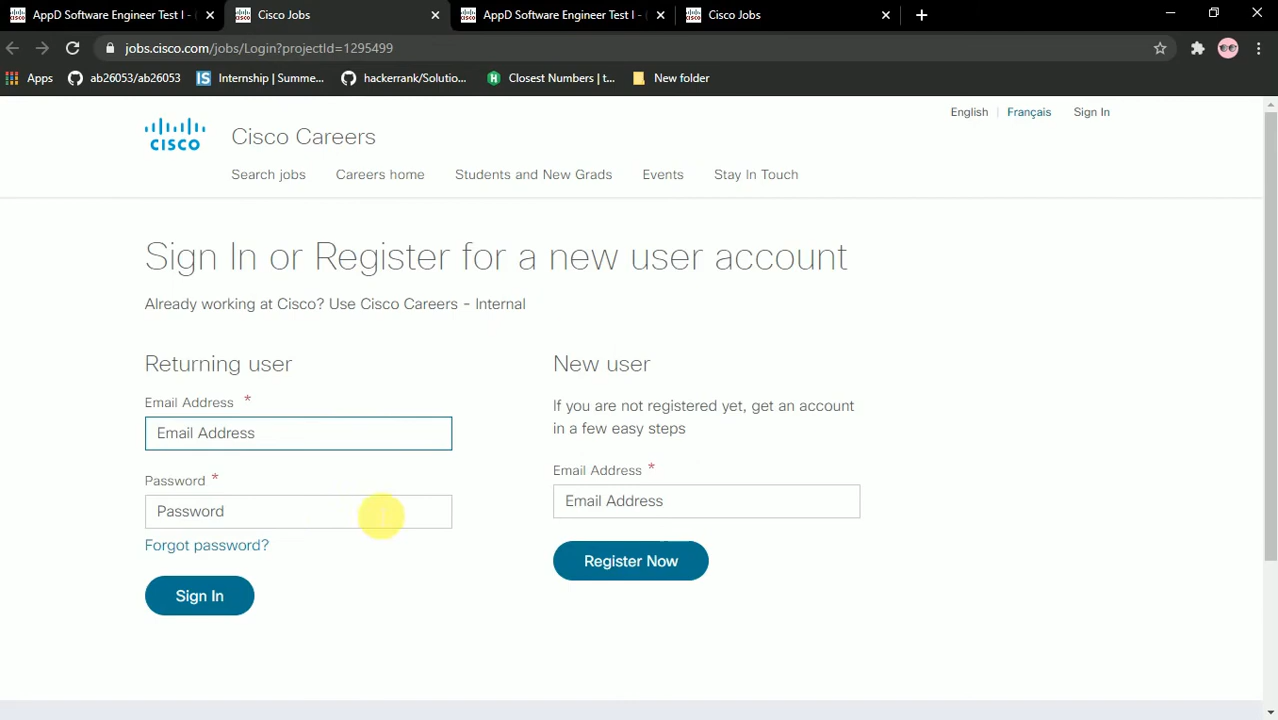 AppD Software Engineer Test I -
Cisco Jobs
AppD Software Engineer Test I -
Cisco Jobs
jobs.cisco.com/jobs/Login?projectId=1295499
Apps
ab26053/ab26053
IS
Internship | Summe...
hackerrank/Solutio...
Closest Numbers | t...
New folder
English
Français
Sign In
CISCO
Cisco Careers
Search jobs
Careers home
Students and New Grads
Events
Stay In Touch
Sign In or Register for a new user account
Already working at Cisco? Use Cisco Careers - Internal
Returning user
Email Address *
Email Address
Password *
Password
Forgot password?
Sign In
New user
If you are not registered yet, get an account
in a few easy steps
Email Address *
Email Address
Register Now